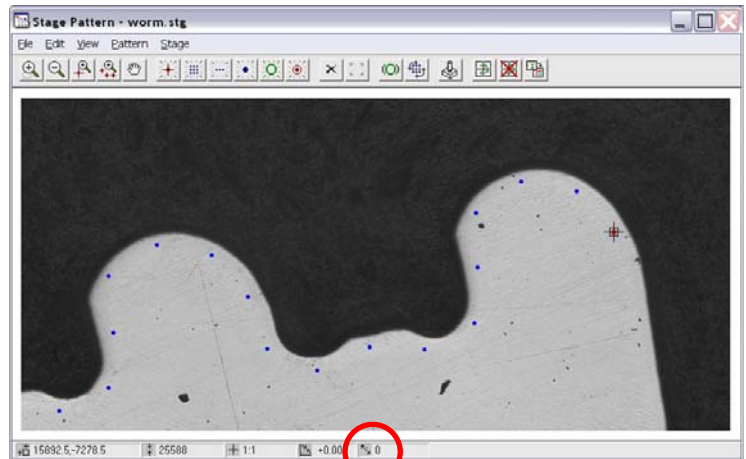 Stage Pattern - worm.stg
File Edit View Pattern Stage
15892.5,-7278.5 25588 1:1 +0.00 0